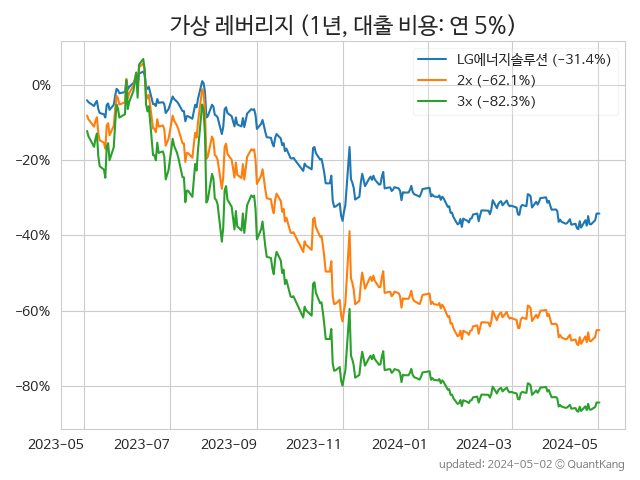 가상 레버리지 (1년, 대출 비용: 연 5%)
LG에너지솔루션 (−31.4%)
2x (−62.1%)
3x (−82.3%)
0%
−20%
−40%
−60%
−80%
2023-05 2023-07 2023-09 2023-11 2024-01 2024-03 2024-05
updated: 2024-05-02 © QuantKang